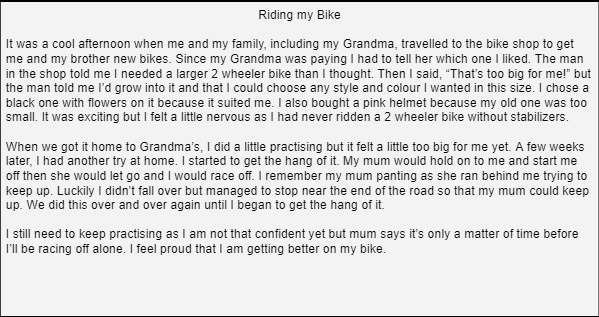 Riding my Bike
It was a cool afternoon when me and my family, including my Grandma, travelled to the bike shop to get
me and my brother new bikes. Since my Grandma was paying I had to tell her which one I liked. The man
in the shop told me I needed a larger 2 wheeler bike than I thought. Then I said, “That’s too big for me!” but
the man told me I’d grow into it and that I could choose any style and colour I wanted in this size. I chose a
black one with flowers on it because it suited me. I also bought a pink helmet because my old one was too
small. It was exciting but I felt a little nervous as I had never ridden a 2 wheeler bike without stabilizers.
When we got it home to Grandma’s, I did a little practising but it felt a little too big for me yet. A few weeks
later, I had another try at home. I started to get the hang of it. My mum would hold on to me and start me
off then she would let go and I would race off. I remember my mum panting as she ran behind me trying to
keep up. Luckily I didn’t fall over but managed to stop near the end of the road so that my mum could keep
up. We did this over and over again until I began to get the hang of it.
I still need to keep practising as I am not that confident yet but mum says it’s only a matter of time before
I’ll be racing off alone. I feel proud that I am getting better on my bike.